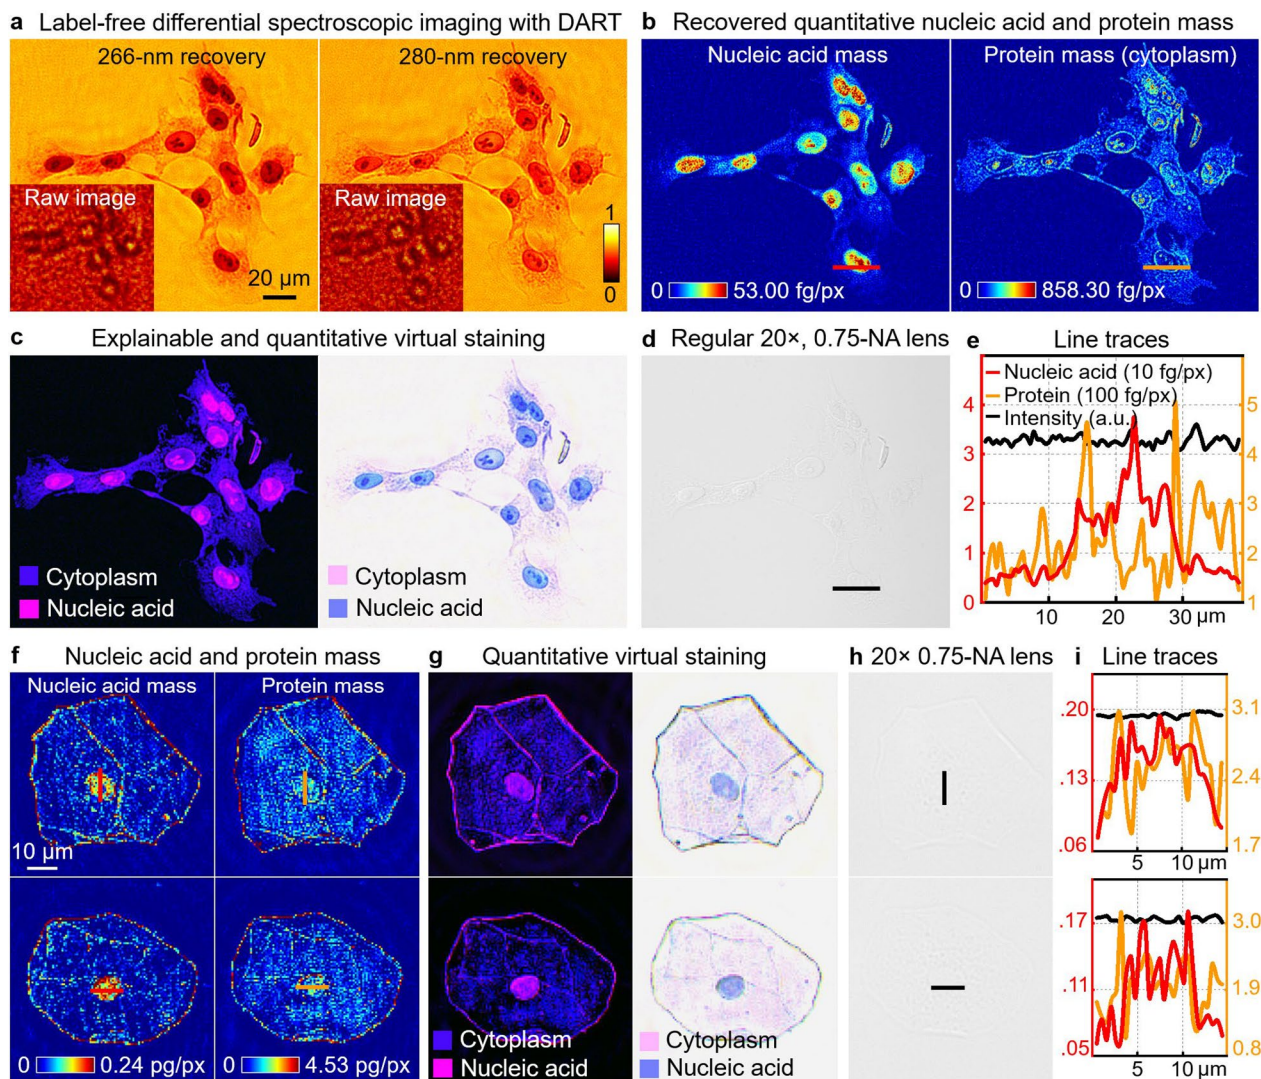 a Label-free differential spectroscopic imaging with DART
266-nm recovery
280-nm recovery
Raw image
Raw image
1
0
20 µm
b Recovered quantitative nucleic acid and protein mass
Nucleic acid mass
Protein mass (cytoplasm)
0 53.00 fg/px
0 858.30 fg/px
c Explainable and quantitative virtual staining
Cytoplasm
Nucleic acid
Cytoplasm
Nucleic acid
d Regular 20×, 0.75-NA lens
e Line traces
Nucleic acid (10 fg/px)
Protein (100 fg/px)
Intensity (a.u.)
4
3
2
1
0
5
4
3
2
1
10 20 30 µm
f Nucleic acid and protein mass
Nucleic acid mass
Protein mass
10 µm
0 0.24 pg/px
0 4.53 pg/px
g Quantitative virtual staining
Cytoplasm
Nucleic acid
Cytoplasm
Nucleic acid
h 20× 0.75-NA lens
i Line traces
.20
.13
.06
3.1
2.4
1.7
5 10 µm
.17
.11
.05
3.0
1.9
0.8
5 10 µm